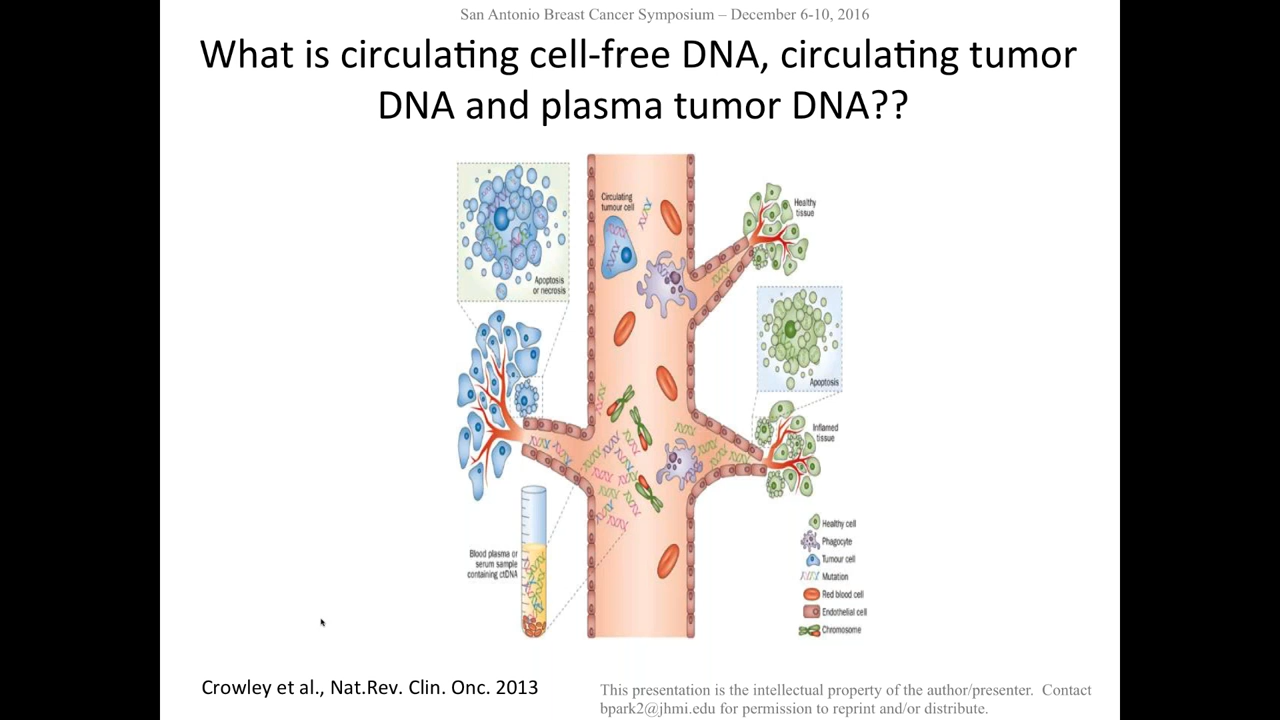 San Antonio Breast Cancer Symposium – December 6-10, 2016
What is circulating cell-free DNA, circulating tumor
DNA and plasma tumor DNA??
Circulating
tumour cell
Healthy
tissue
Apoptosis
or necrosis
Apoptosis
Inflamed
tissue
Blood plasma or
serum sample
containing ctDNA
Healthy cell
Phagocyte
Tumour cell
Mutation
Red blood cell
Endothelial cell
Chromosome
Crowley et al., Nat.Rev. Clin. Onc. 2013
This presentation is the intellectual property of the author/presenter. Contact
bpark2@jhmi.edu for permission to reprint and/or distribute.